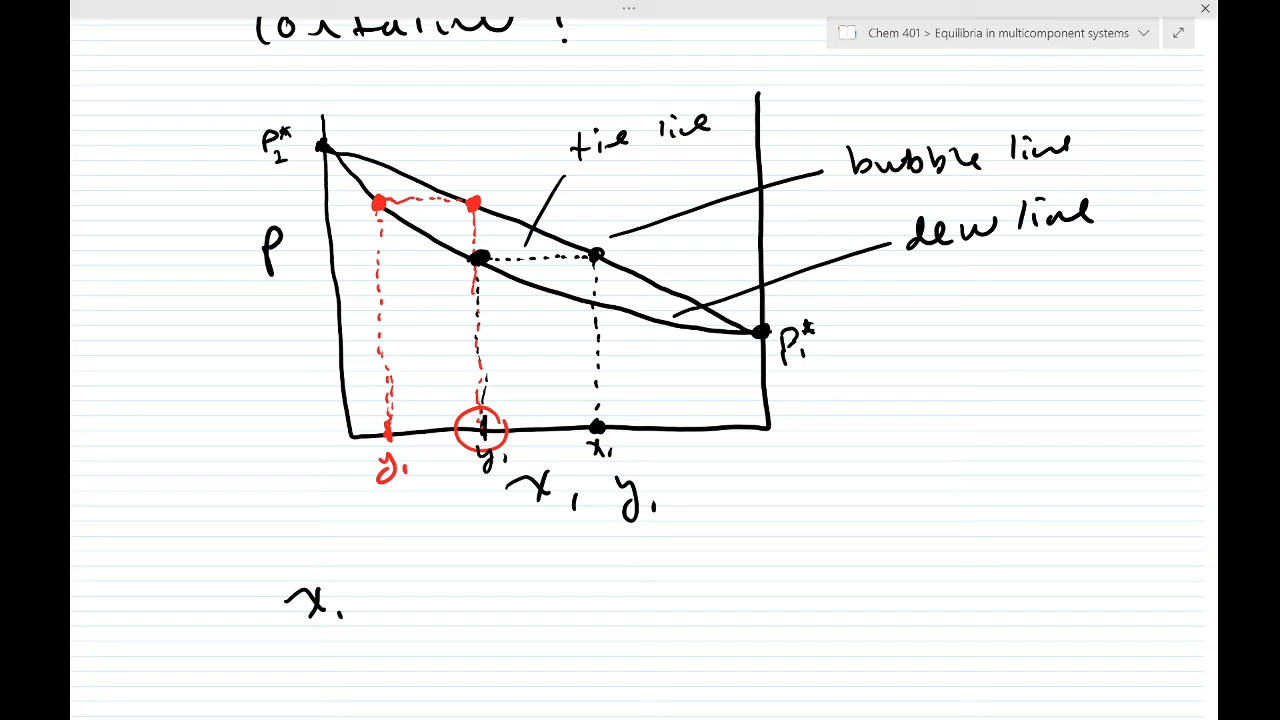 Chem 401 > Equilibria in multicomponent systems
container?
P₂*
tie line
bubble line
dew line
P
P₁*
y₁
y₁
x₁
x₁ y₁
x₁